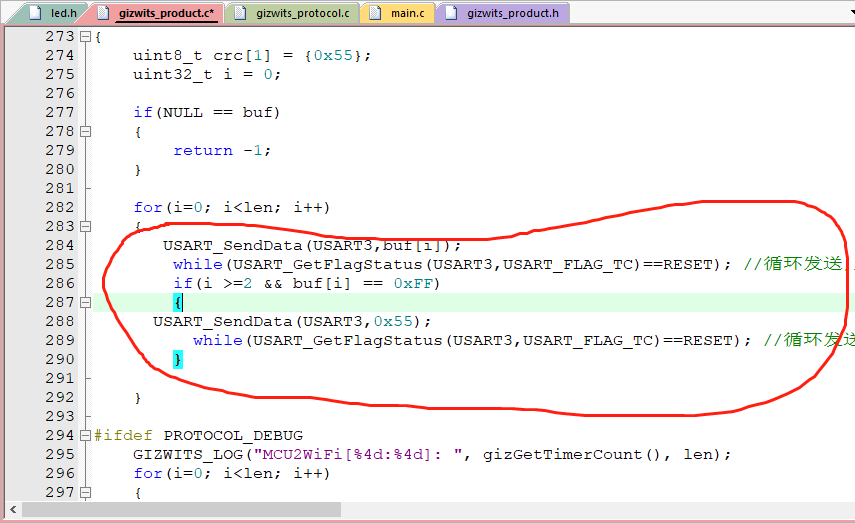 led.h gizwits_product.c* gizwits_protocol.c main.c gizwits_product.h
273 {
274 uint8_t crc[1] = {0x55};
275 uint32_t i = 0;
276
277 if(NULL == buf)
278 {
279 return -1;
280 }
281
282 for(i=0; i<len; i++)
283 {
284 USART_SendData(USART3,buf[i]);
285 while(USART_GetFlagStatus(USART3,USART_FLAG_TC)==RESET); //循环发送,
286 if(i >=2 && buf[i] == 0xFF)
287 {
288 USART_SendData(USART3,0x55);
289 while(USART_GetFlagStatus(USART3,USART_FLAG_TC)==RESET); //循环发送
290 }
291
292 }
293
294 #ifdef PROTOCOL_DEBUG
295 GIZWITS_LOG("MCU2WiFi[%4d:%4d]: ", gizGetTimerCount(), len);
296 for(i=0; i<len; i++)
297 {